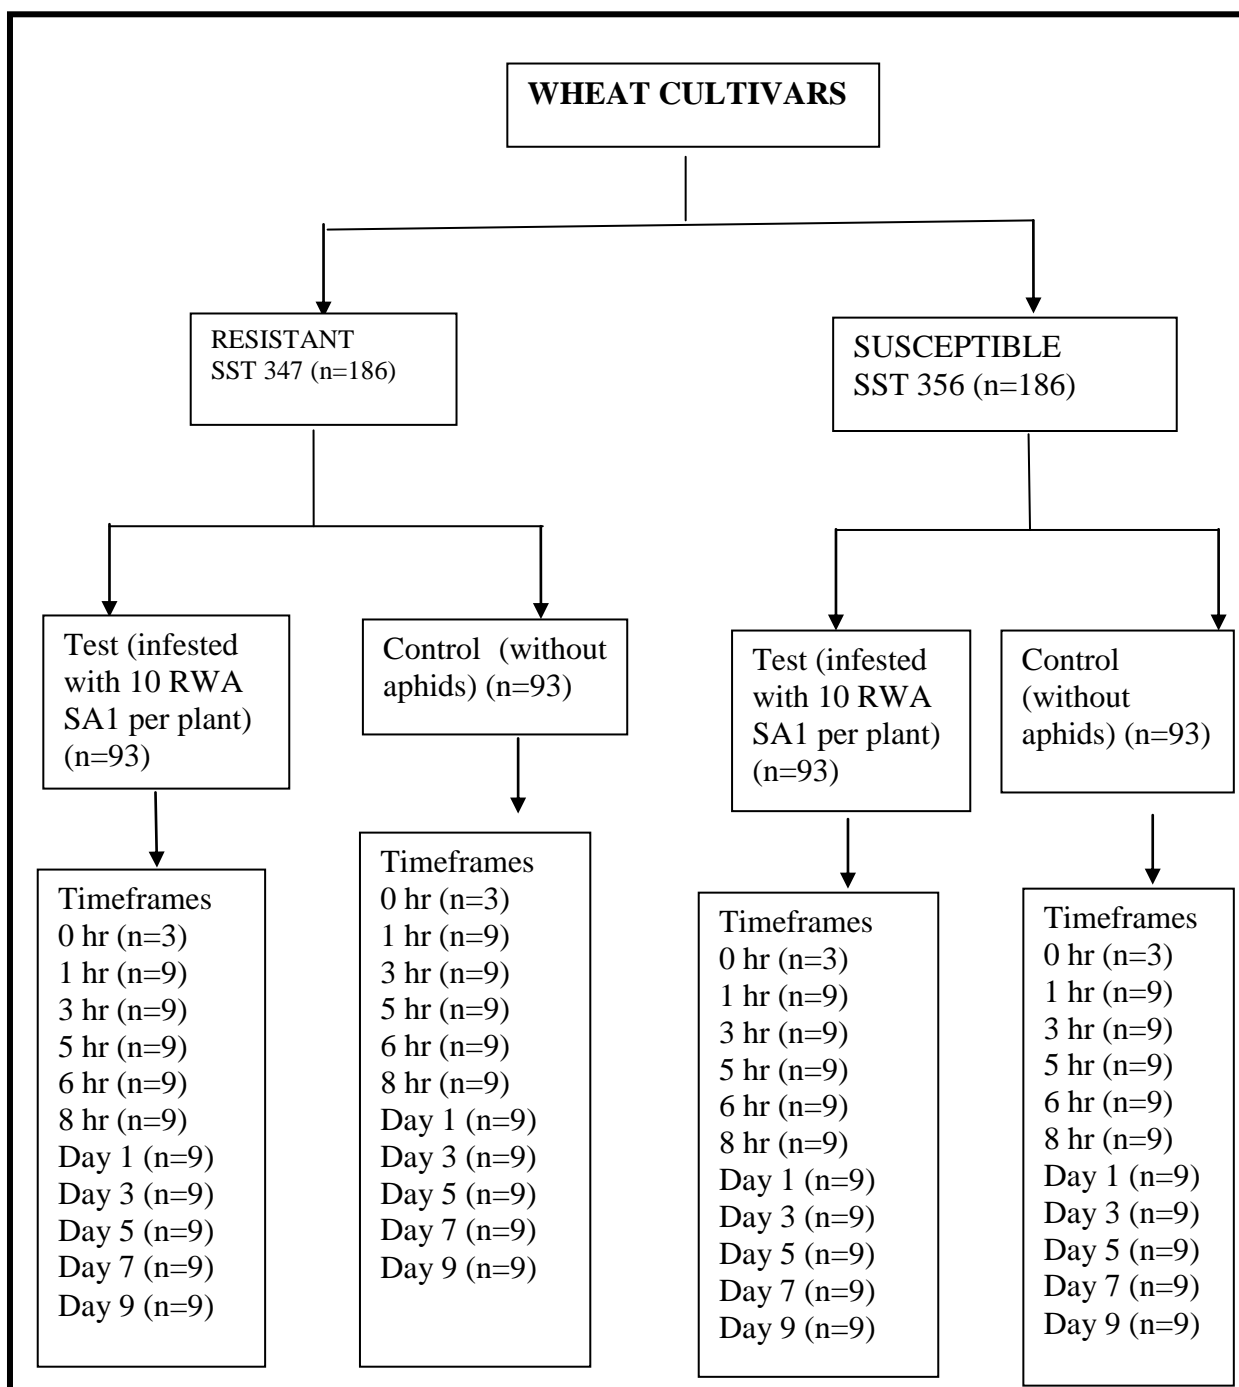 WHEAT CULTIVARS
RESISTANT
SST 347 (n=186)
SUSCEPTIBLE
SST 356 (n=186)
Test (infested
with 10 RWA
SA1 per plant)
(n=93)
Control (without
aphids) (n=93)
Test (infested
with 10 RWA
SA1 per plant)
(n=93)
Control
(without
aphids) (n=93)
Timeframes
0 hr (n=3)
1 hr (n=9)
3 hr (n=9)
5 hr (n=9)
6 hr (n=9)
8 hr (n=9)
Day 1 (n=9)
Day 3 (n=9)
Day 5 (n=9)
Day 7 (n=9)
Day 9 (n=9)
Timeframes
0 hr (n=3)
1 hr (n=9)
3 hr (n=9)
5 hr (n=9)
6 hr (n=9)
8 hr (n=9)
Day 1 (n=9)
Day 3 (n=9)
Day 5 (n=9)
Day 7 (n=9)
Day 9 (n=9)
Timeframes
0 hr (n=3)
1 hr (n=9)
3 hr (n=9)
5 hr (n=9)
6 hr (n=9)
8 hr (n=9)
Day 1 (n=9)
Day 3 (n=9)
Day 5 (n=9)
Day 7 (n=9)
Day 9 (n=9)
Timeframes
0 hr (n=3)
1 hr (n=9)
3 hr (n=9)
5 hr (n=9)
6 hr (n=9)
8 hr (n=9)
Day 1 (n=9)
Day 3 (n=9)
Day 5 (n=9)
Day 7 (n=9)
Day 9 (n=9)